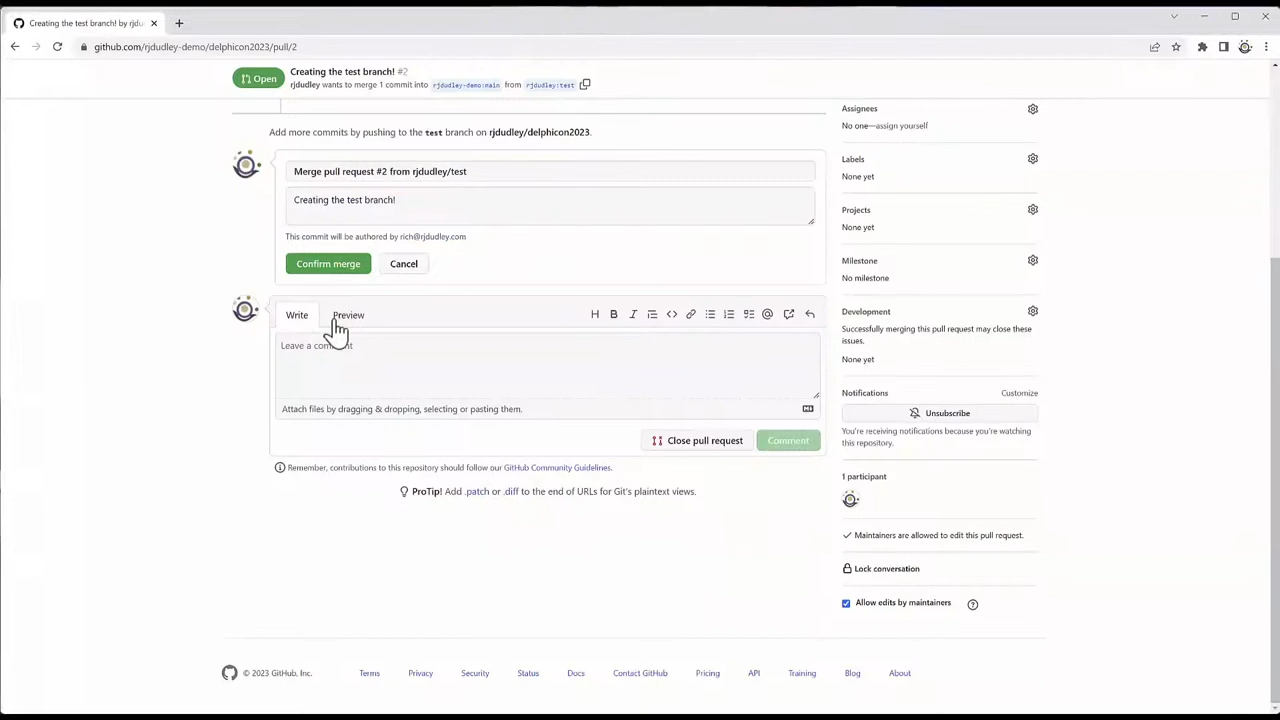 Creating the test branch! by rjdu
github.com/rjdudley-demo/delphicon2023/pull/2
Open
Creating the test branch! #2
rjdudley wants to merge 1 commit into rjdudley-demo:main from rjdudley:test
Add more commits by pushing to the test branch on rjdudley/delphicon2023.
Merge pull request #2 from rjdudley/test
Creating the test branch!
This commit will be authored by rich@rjdudley.com
Confirm merge
Cancel
Write
Preview
Leave a comment
Attach files by dragging & dropping, selecting or pasting them.
Close pull request
Comment
Remember, contributions to this repository should follow our GitHub Community Guidelines.
ProTip! Add .patch or .diff to the end of URLs for Git's plaintext views.
Assignees
No one—assign yourself
Labels
None yet
Projects
None yet
Milestone
No milestone
Development
Successfully merging this pull request may close these
issues.
None yet
Notifications
Customize
Unsubscribe
You're receiving notifications because you're watching
this repository.
1 participant
Maintainers are allowed to edit this pull request.
Lock conversation
Allow edits by maintainers
© 2023 GitHub, Inc.
Terms
Privacy
Security
Status
Docs
Contact GitHub
Pricing
API
Training
Blog
About